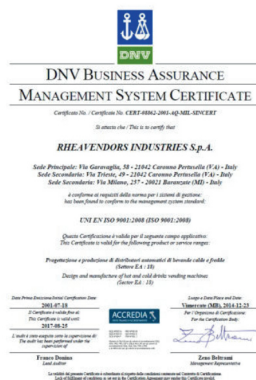 DNV
DNV BUSINESS ASSURANCE
MANAGEMENT SYSTEM CERTIFICATE
Certificato No. / Certificate No. CERT-08862-2001-AQ-MIL-SINCERT
Si attesta che / This is to certify that
RHEAVENDORS INDUSTRIES S.p.A.
Sede Principale: Via Garavaglia, 58 - 21042 Caronno Pertusella (VA) - Italy
Sede Secondaria: Via Trieste, 49 - 21042 Caronno Pertusella (VA) - Italy
Sede Secondaria: Via Milano, 257 - 20021 Baranzate (MI) - Italy
è conforme ai requisiti della norma per i sistemi di gestione:
has been found to conform to the management system standard:
UNI EN ISO 9001:2008 (ISO 9001:2008)
Questa Certificazione è valida per il seguente campo applicativo:
This Certificate is valid for the following product or service ranges:
Progettazione e produzione di distributori automatici di bevande calde e fredde
(Settore EA : 18)
Design and manufacture of hot and cold drinks vending machines
(Sector EA : 18)
Data Prima Emissione/Initial Certification Date:
2001-07-18
Il Certificato è valido fino al:
This Certificate is valid until:
2017-08-25
L'audit è stato eseguito sotto la supervisione di:
The audit has been performed under the supervision of
Franco Denina
Lead Auditor
ACCREDIA
Luogo e Data/Place and Date:
Vimercate (MB), 2014-12-23
Per l'Organismo di Certificazione:
For the Certification Body:
Zeno Beltrami
Management Representative